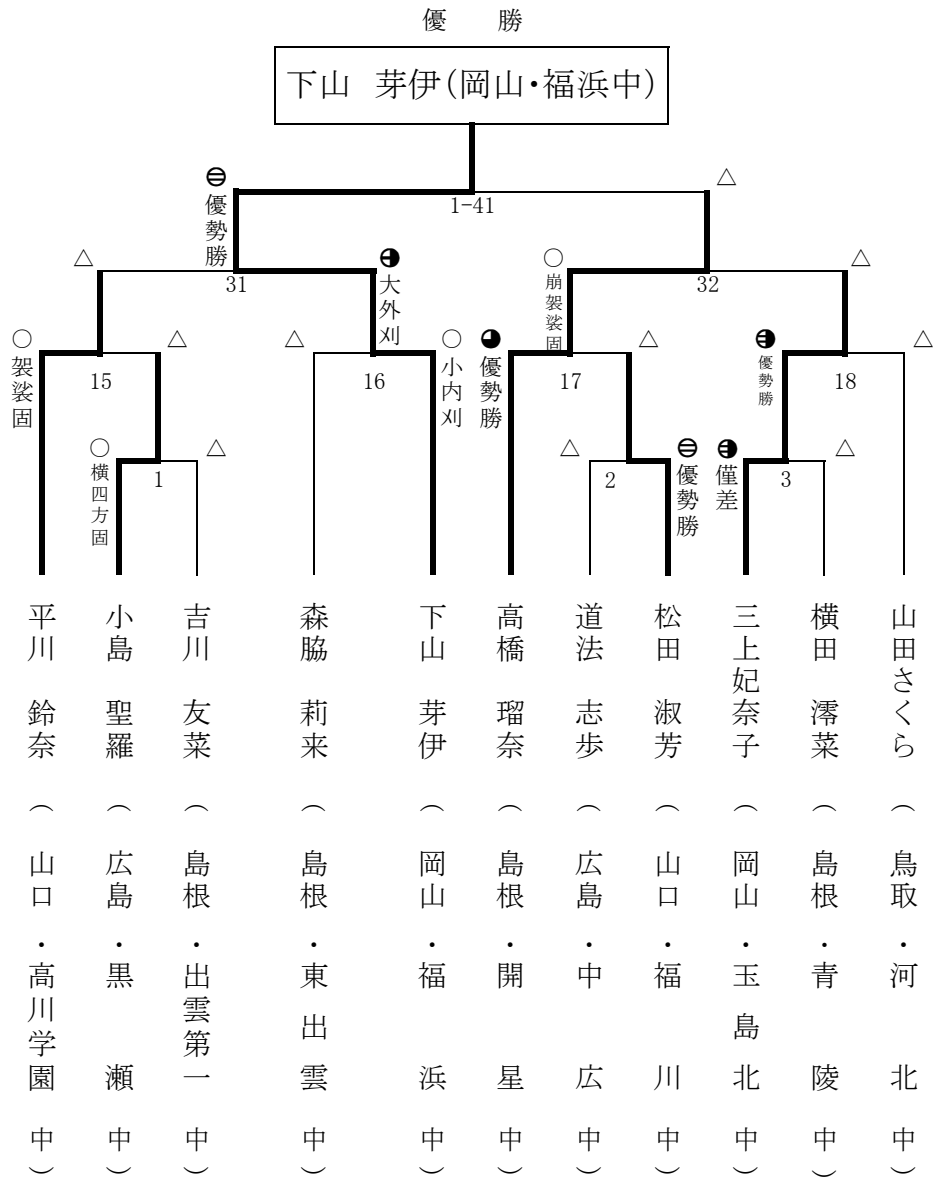 優　勝
下山　芽伊(岡山・福浜中)
㊀優勢勝
△
1-41
△
大外刈
31
○崩袈裟固
32
△
○袈裟固
△
15
△
16
○小内刈
優勢勝
17
△
優勢勝
18
△
○横四方固
1
△
△
2
優勢勝
僅差
3
△
平川　鈴奈（山口・高川学園中）
小島　聖羅（広島・黒瀬中）
吉川　友菜（島根・出雲第一中）
森脇　莉来（島根・東出雲中）
下山　芽伊（岡山・福浜中）
高橋　瑠奈（島根・開星中）
道法　志歩（広島・中広中）
松田　淑芳（山口・福川中）
三上妃奈子（岡山・玉島北中）
横田　澪菜（島根・青陵中）
山田さくら（鳥取・河北中）